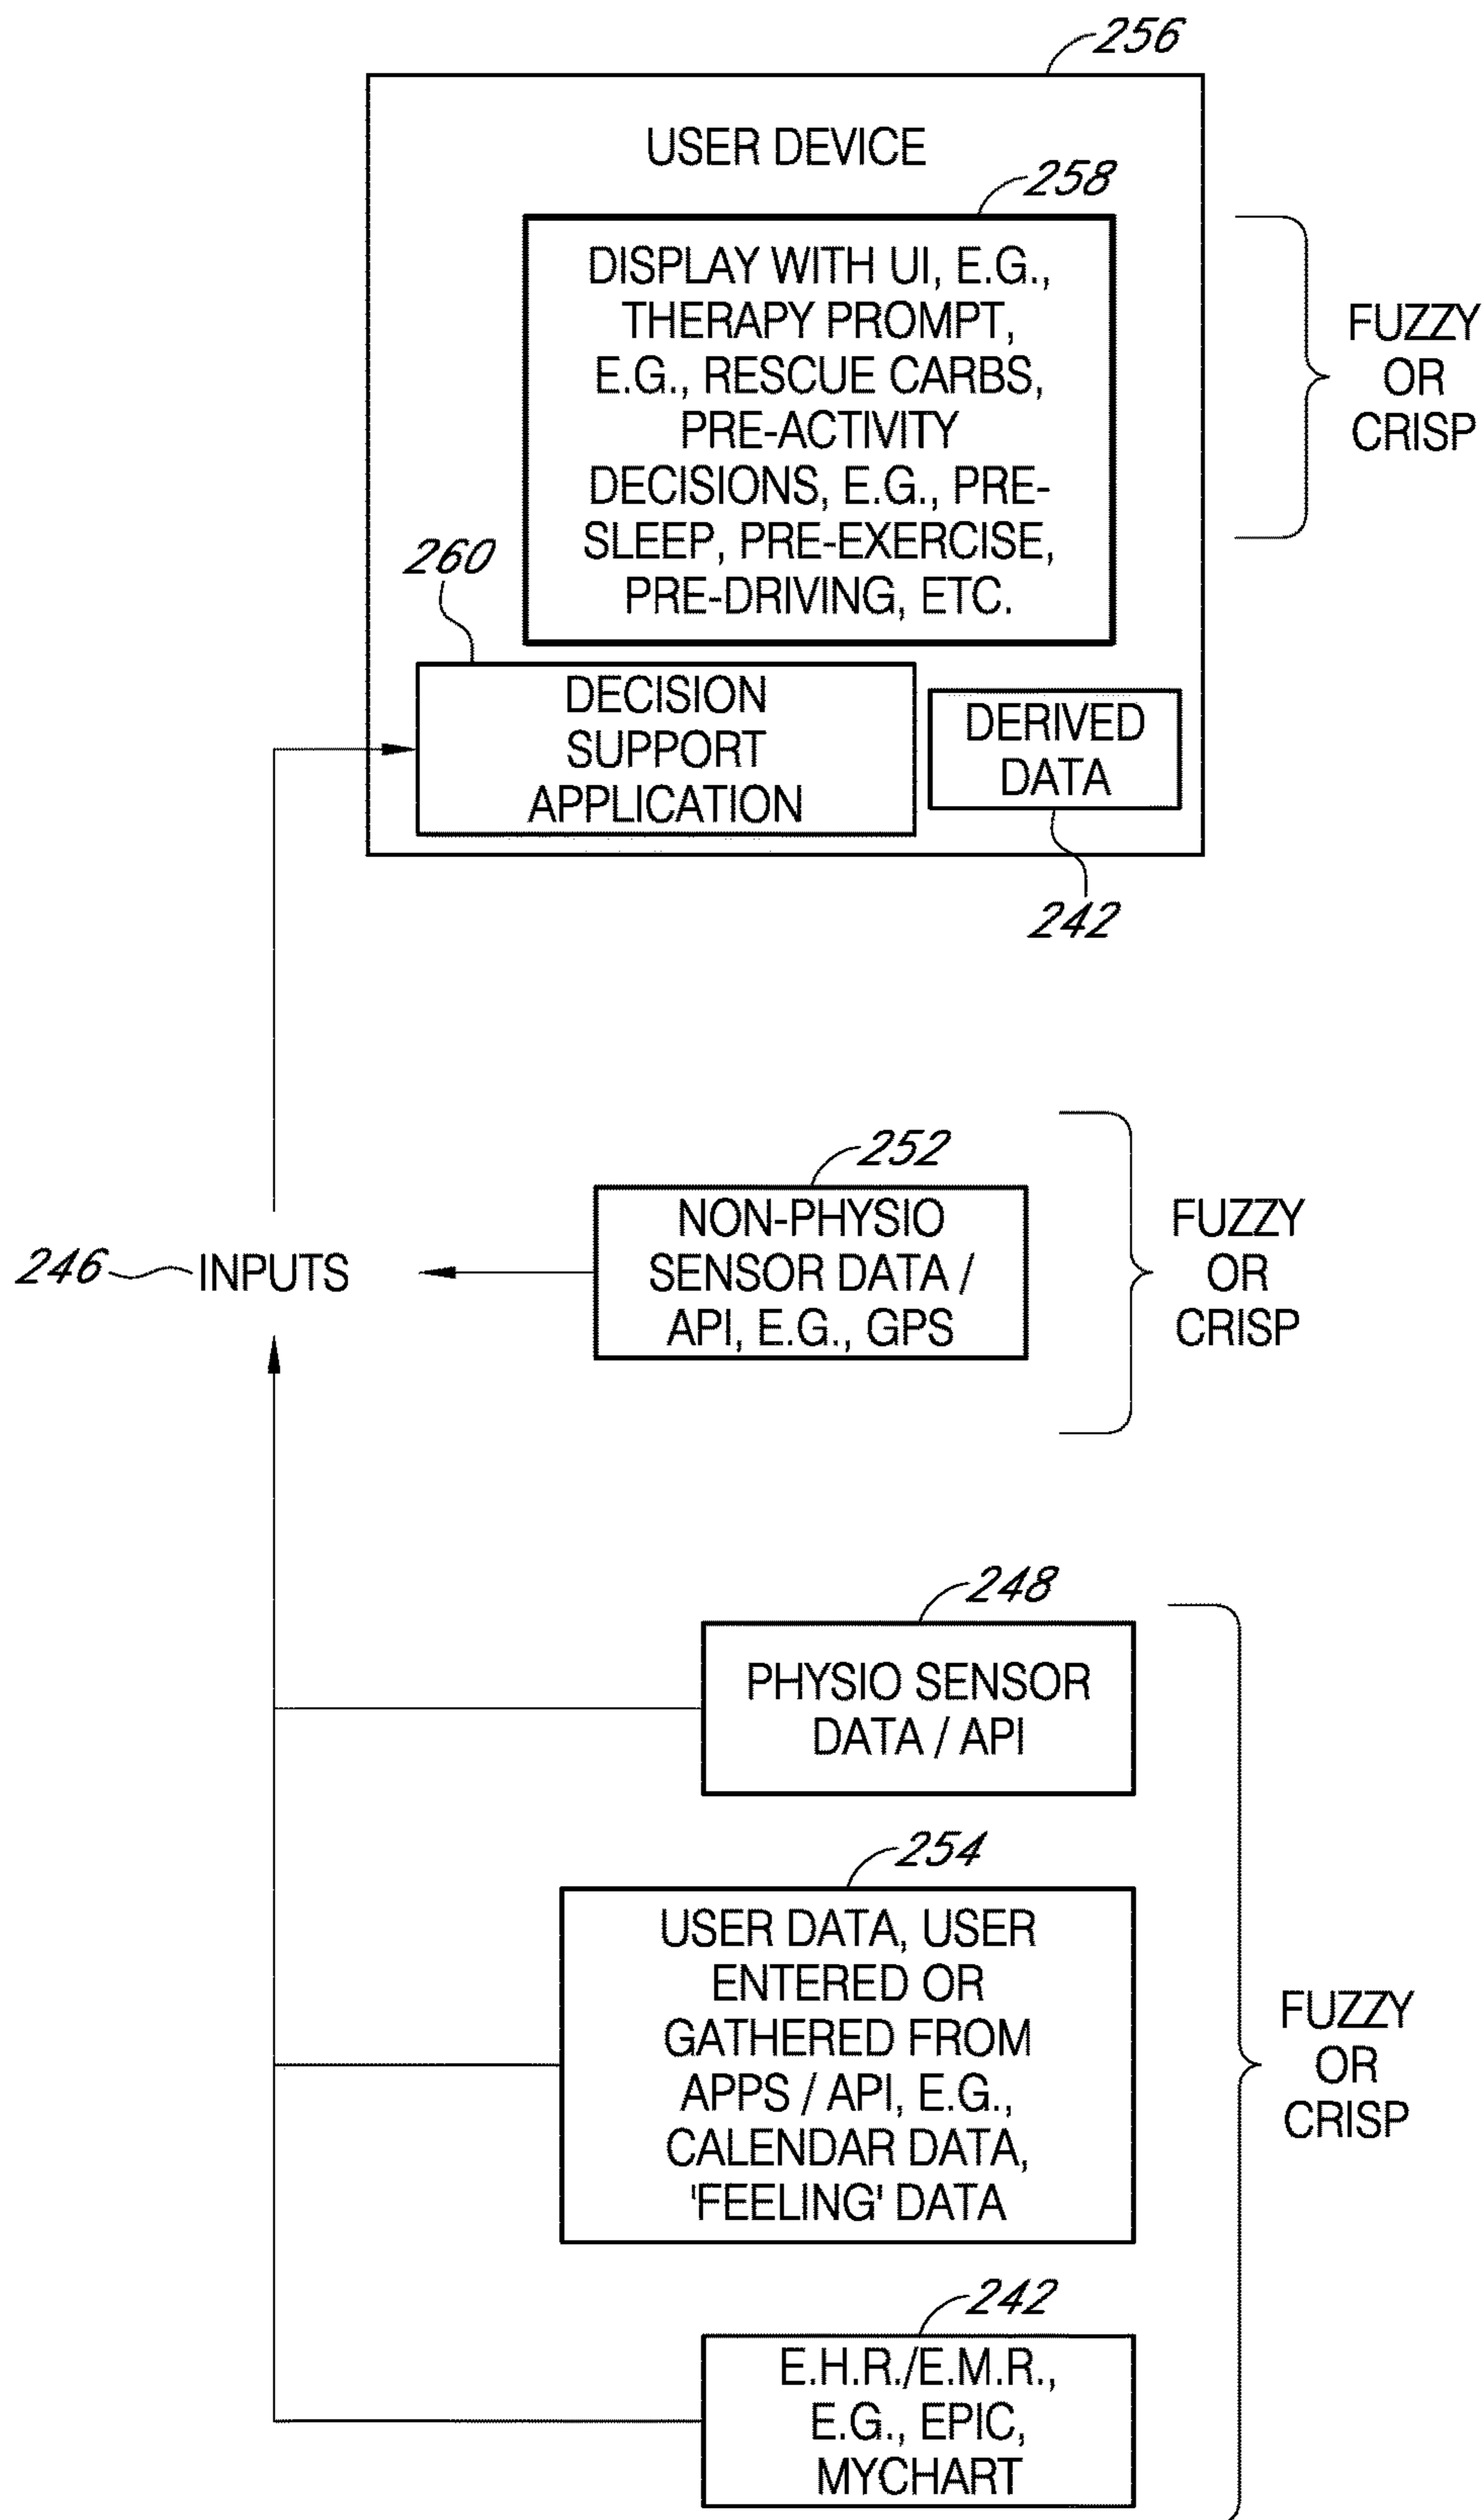 256
USER DEVICE
258
DISPLAY WITH UI, E.G.,
THERAPY PROMPT,
E.G., RESCUE CARBS,
PRE-ACTIVITY
DECISIONS, E.G., PRE-
SLEEP, PRE-EXERCISE,
PRE-DRIVING, ETC.
FUZZY
OR
CRISP
260
DECISION
SUPPORT
APPLICATION
DERIVED
DATA
242
252
NON-PHYSIO
SENSOR DATA /
API, E.G., GPS
246 INPUTS
FUZZY
OR
CRISP
248
PHYSIO SENSOR
DATA / API
254
USER DATA, USER
ENTERED OR
GATHERED FROM
APPS / API, E.G.,
CALENDAR DATA,
'FEELING' DATA
FUZZY
OR
CRISP
242
E.H.R./E.M.R.,
E.G., EPIC,
MYCHART